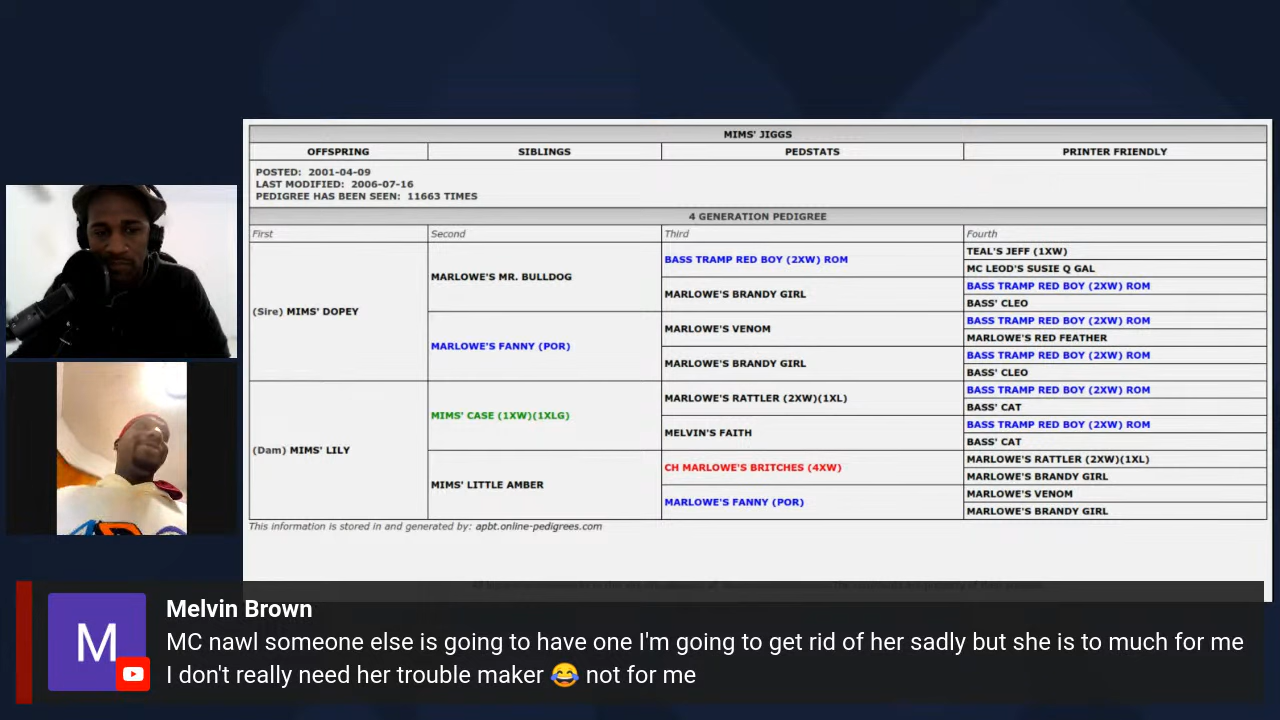 MIMS' JIGGS
OFFSPRING SIBLINGS PEDSTATS PRINTER FRIENDLY
POSTED: 2001-04-09
LAST MODIFIED: 2006-07-16
PEDIGREE HAS BEEN SEEN: 11663 TIMES
4 GENERATION PEDIGREE
First Second Third Fourth
(Sire) MIMS' DOPEY
MARLOWE'S MR. BULLDOG
MARLOWE'S FANNY (POR)
BASS TRAMP RED BOY (2XW) ROM
MARLOWE'S BRANDY GIRL
MARLOWE'S VENOM
MARLOWE'S BRANDY GIRL
TEAL'S JEFF (1XW)
MC LEOD'S SUSIE Q GAL
BASS TRAMP RED BOY (2XW) ROM
BASS' CLEO
BASS TRAMP RED BOY (2XW) ROM
MARLOWE'S RED FEATHER
BASS TRAMP RED BOY (2XW) ROM
BASS' CLEO
(Dam) MIMS' LILY
MIMS' CASE (1XW)(1XLG)
MIMS' LITTLE AMBER
MARLOWE'S RATTLER (2XW)(1XL)
MELVIN'S FAITH
CH MARLOWE'S BRITCHES (4XW)
MARLOWE'S FANNY (POR)
BASS TRAMP RED BOY (2XW) ROM
BASS' CAT
BASS TRAMP RED BOY (2XW) ROM
BASS' CAT
MARLOWE'S RATTLER (2XW)(1XL)
MARLOWE'S BRANDY GIRL
MARLOWE'S VENOM
MARLOWE'S BRANDY GIRL
This information is stored in and generated by: apbt.online-pedigrees.com
M
Melvin Brown
MC nawl someone else is going to have one I'm going to get rid of her sadly but she is to much for me
I don't really need her trouble maker 😂 not for me